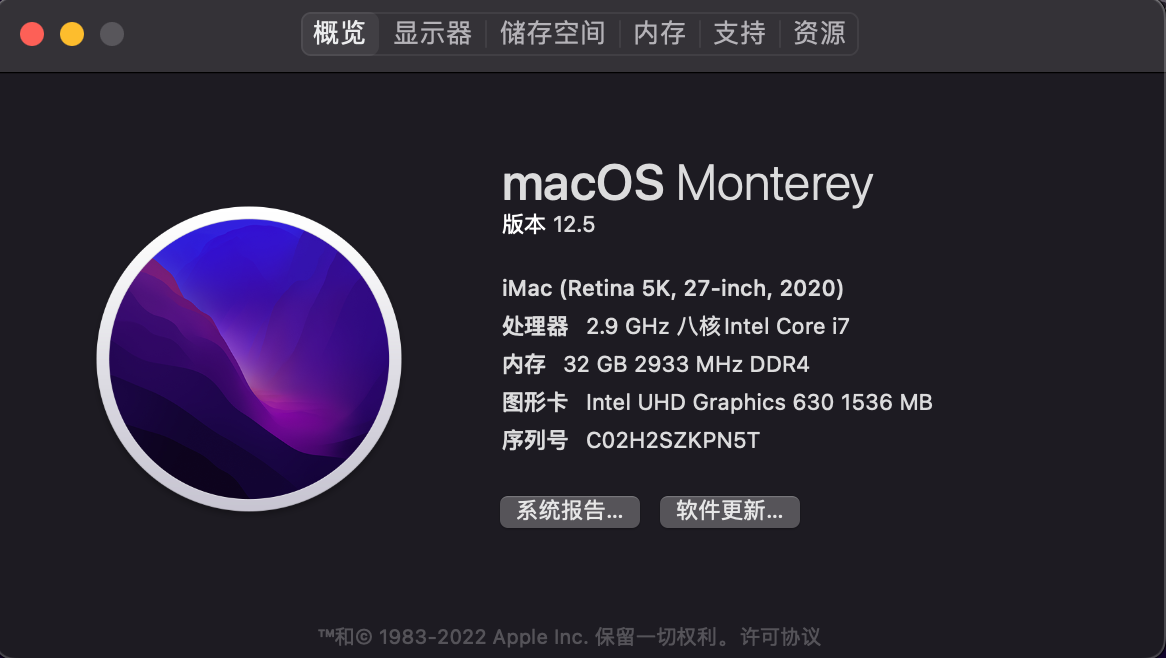 概览 显示器 储存空间 内存 支持 资源
macOS Monterey
版本 12.5
iMac (Retina 5K, 27-inch, 2020)
处理器 2.9 GHz 八核Intel Core i7
内存 32 GB 2933 MHz DDR4
图形卡 Intel UHD Graphics 630 1536 MB
序列号 C02H2SZKPN5T
系统报告... 软件更新...
™和© 1983-2022 Apple Inc. 保留一切权利。许可协议